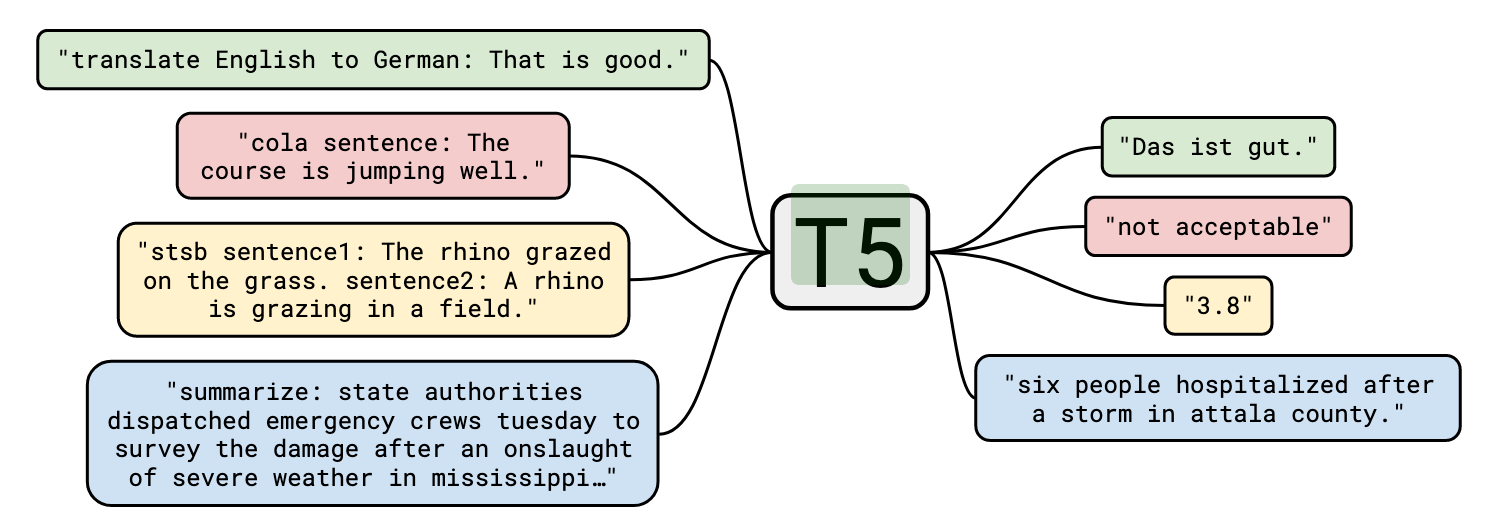 "translate English to German: That is good."
"cola sentence: The
course is jumping well."
"stsb sentence1: The rhino grazed
on the grass. sentence2: A rhino
is grazing in a field."
"summarize: state authorities
dispatched emergency crews tuesday to
survey the damage after an onslaught
of severe weather in mississippi…"
T5
"Das ist gut."
"not acceptable"
"3.8"
"six people hospitalized after
a storm in attala county."